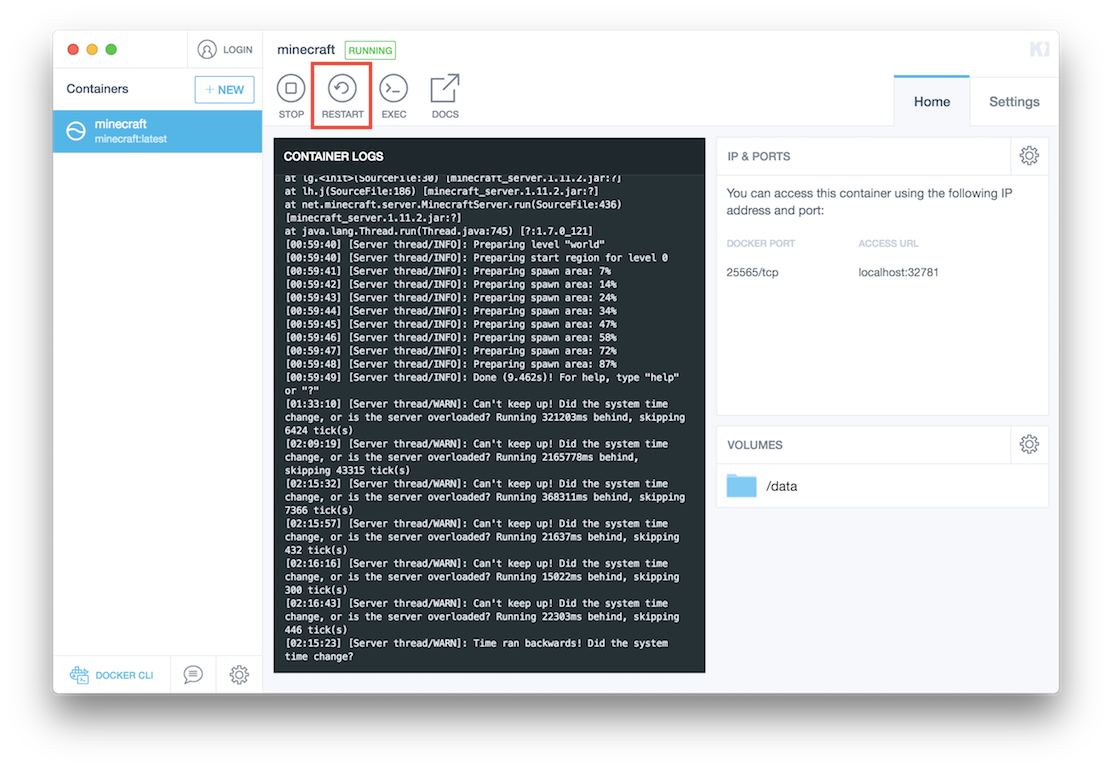 LOGIN
Containers
+ NEW
minecraft
minecraft:latest
DOCKER CLI
minecraft RUNNING
STOP RESTART EXEC DOCS
Home Settings
CONTAINER LOGS
at lg.<init>(SourceFile:30) [minecraft_server.1.11.2.jar:?]
at lh.j(SourceFile:186) [minecraft_server.1.11.2.jar:?]
at net.minecraft.server.MinecraftServer.run(SourceFile:436)
[minecraft_server.1.11.2.jar:?]
at java.lang.Thread.run(Thread.java:745) [?:1.7.0_121]
[00:59:40] [Server thread/INFO]: Preparing level "world"
[00:59:40] [Server thread/INFO]: Preparing start region for level 0
[00:59:41] [Server thread/INFO]: Preparing spawn area: 7%
[00:59:42] [Server thread/INFO]: Preparing spawn area: 14%
[00:59:43] [Server thread/INFO]: Preparing spawn area: 24%
[00:59:44] [Server thread/INFO]: Preparing spawn area: 34%
[00:59:45] [Server thread/INFO]: Preparing spawn area: 47%
[00:59:46] [Server thread/INFO]: Preparing spawn area: 58%
[00:59:47] [Server thread/INFO]: Preparing spawn area: 72%
[00:59:48] [Server thread/INFO]: Preparing spawn area: 87%
[00:59:49] [Server thread/INFO]: Done (9.462s)! For help, type "help"
or "?"
[01:33:10] [Server thread/WARN]: Can't keep up! Did the system time
change, or is the server overloaded? Running 321203ms behind, skipping
6424 tick(s)
[02:09:19] [Server thread/WARN]: Can't keep up! Did the system time
change, or is the server overloaded? Running 2165778ms behind,
skipping 43315 tick(s)
[02:15:32] [Server thread/WARN]: Can't keep up! Did the system time
change, or is the server overloaded? Running 368311ms behind, skipping
7366 tick(s)
[02:15:57] [Server thread/WARN]: Can't keep up! Did the system time
change, or is the server overloaded? Running 21637ms behind, skipping
432 tick(s)
[02:16:16] [Server thread/WARN]: Can't keep up! Did the system time
change, or is the server overloaded? Running 15022ms behind, skipping
300 tick(s)
[02:16:43] [Server thread/WARN]: Can't keep up! Did the system time
change, or is the server overloaded? Running 22303ms behind, skipping
446 tick(s)
[02:15:23] [Server thread/WARN]: Time ran backwards! Did the system
time change?
IP & PORTS
You can access this container using the following IP
address and port:
DOCKER PORT ACCESS URL
25565/tcp localhost:32781
VOLUMES
/data